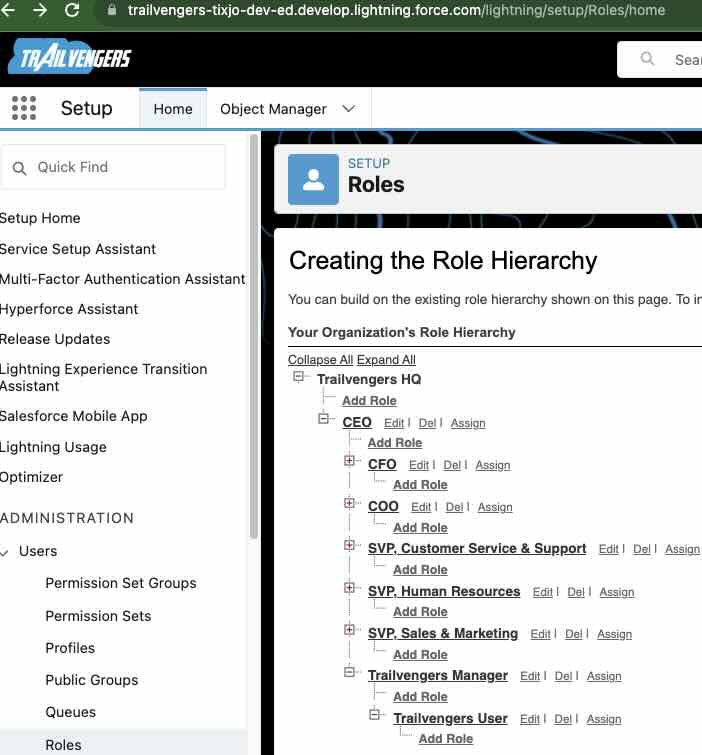 trailvengers-tixjo-dev-ed.develop.lightning.force.com/lightning/setup/Roles/home
TRAILVENGERS
Sear
Setup
Home
Object Manager
Quick Find
Setup Home
Service Setup Assistant
Multi-Factor Authentication Assistant
Hyperforce Assistant
Release Updates
Lightning Experience Transition
Assistant
Salesforce Mobile App
Lightning Usage
Optimizer
ADMINISTRATION
Users
Permission Set Groups
Permission Sets
Profiles
Public Groups
Queues
Roles
SETUP
Roles
Creating the Role Hierarchy
You can build on the existing role hierarchy shown on this page. To in
Your Organization's Role Hierarchy
Collapse All Expand All
Trailvengers HQ
Add Role
CEO Edit | Del | Assign
Add Role
CFO Edit | Del | Assign
Add Role
COO Edit | Del | Assign
Add Role
SVP, Customer Service & Support Edit | Del | Assign
Add Role
SVP, Human Resources Edit | Del | Assign
Add Role
SVP, Sales & Marketing Edit | Del | Assign
Add Role
Trailvengers Manager Edit | Del | Assign
Add Role
Trailvengers User Edit | Del | Assign
Add Role